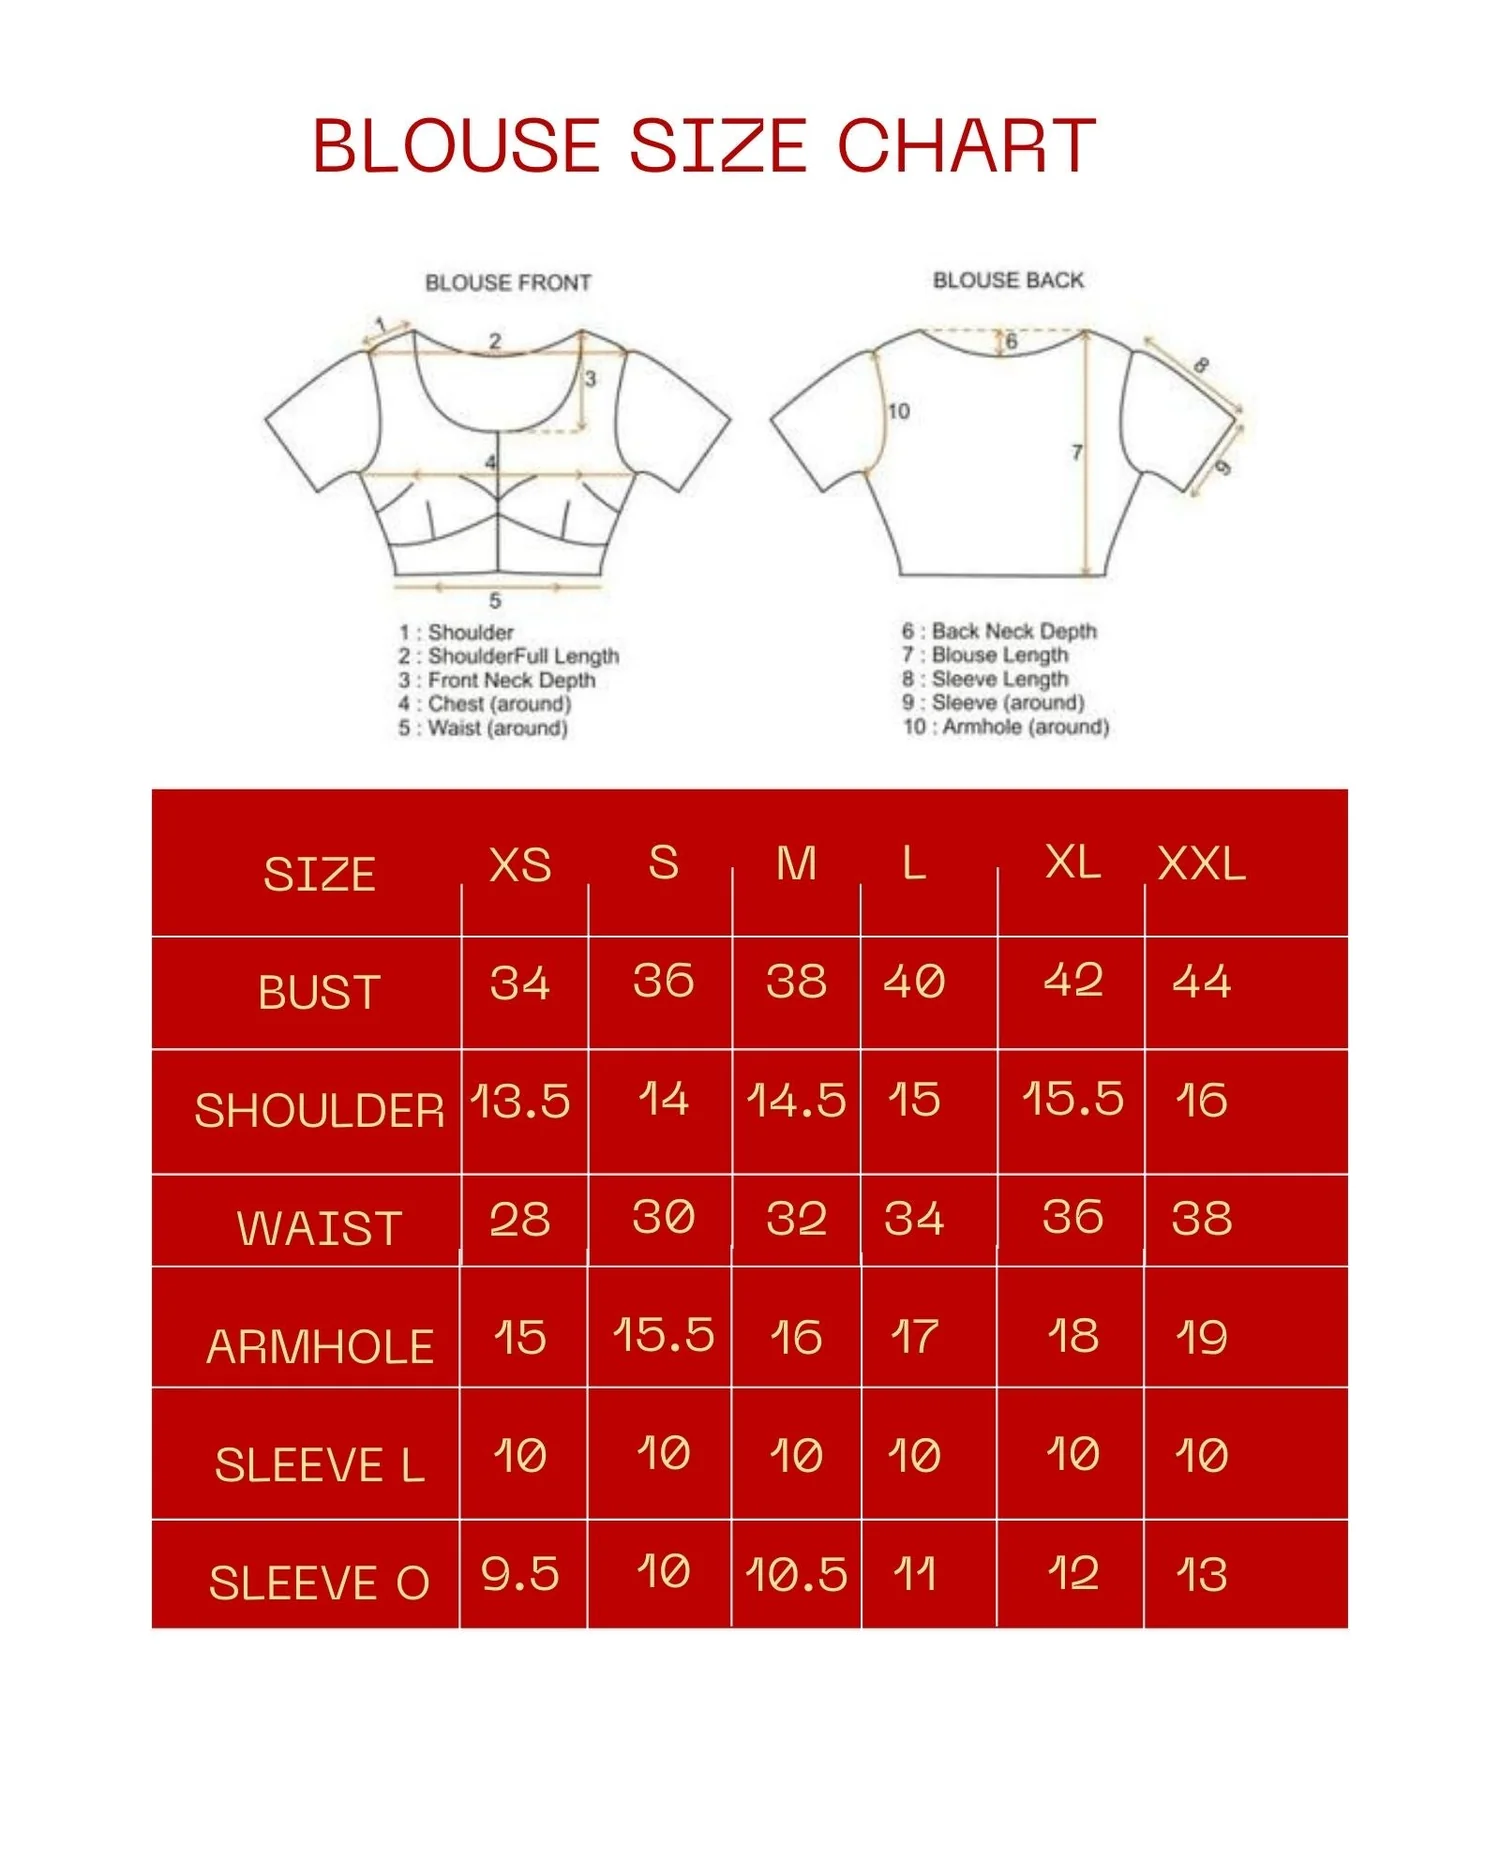 BLOUSE SIZE CHART
BLOUSE FRONT
BLOUSE BACK
1
2
3
4
5
6
7
8
9
10
1 : Shoulder
2 : ShoulderFull Length
3 : Front Neck Depth
4 : Chest (around)
5 : Waist (around)
6 : Back Neck Depth
7 : Blouse Length
8 : Sleeve Length
9 : Sleeve (around)
10 : Armhole (around)
SIZE XS S M L XL XXL
BUST 34 36 38 40 42 44
SHOULDER 13.5 14 14.5 15 15.5 16
WAIST 28 30 32 34 36 38
ARMHOLE 15 15.5 16 17 18 19
SLEEVE L 10 10 10 10 10 10
SLEEVE O 9.5 10 10.5 11 12 13